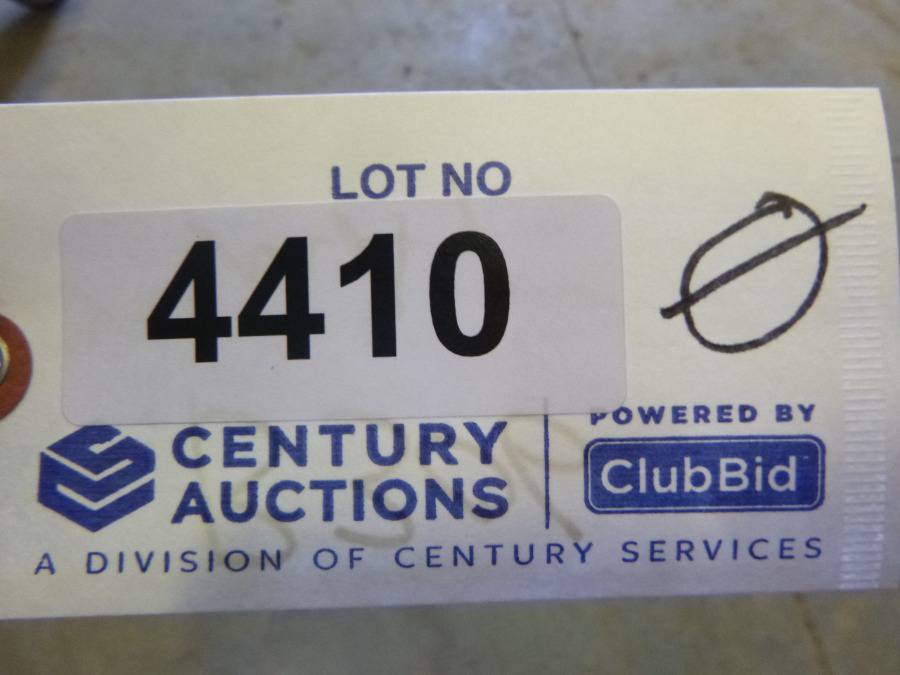 LOT NO
4410
Ø
CENTURY
AUCTIONS
POWERED BY
ClubBid
A DIVISION OF CENTURY SERVICES